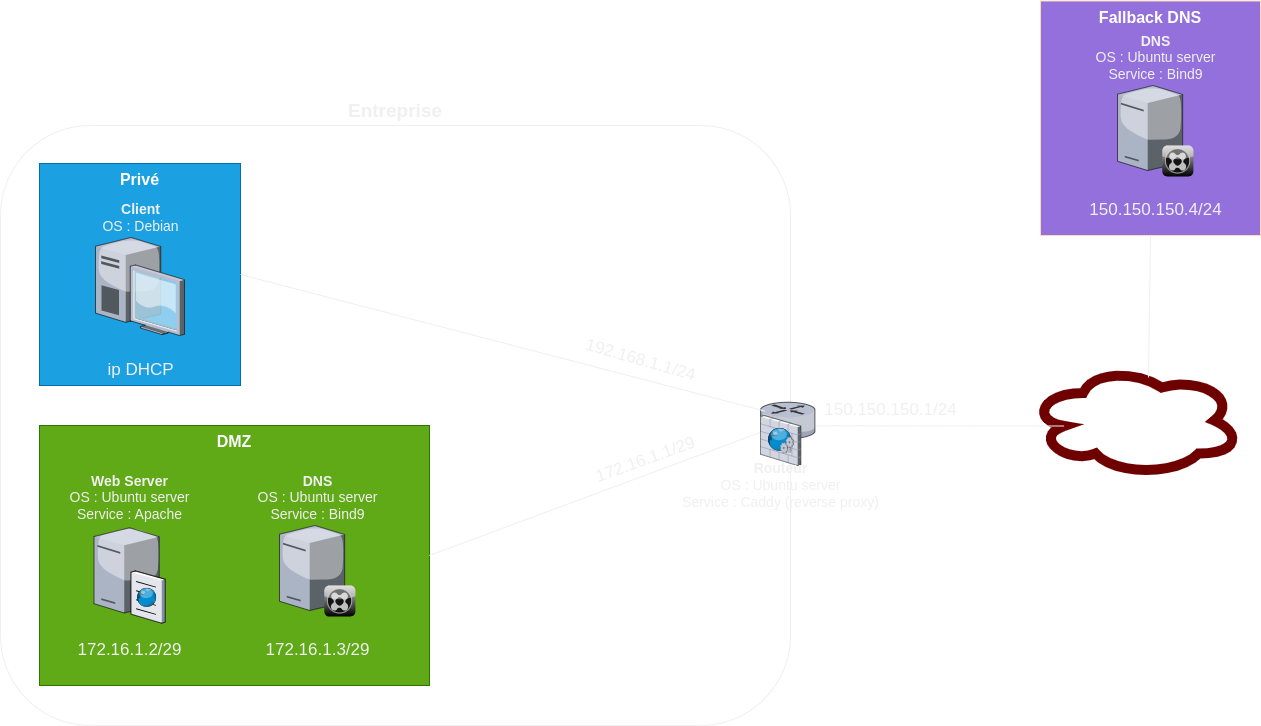 Fallback DNS
DNS
OS : Ubuntu server
Service : Bind9
150.150.150.4/24
Entreprise
Privé
Client
OS : Debian
ip DHCP
192.168.1.1/24
150.150.150.1/24
172.16.1.1/29
Routeur
OS : Ubuntu server
Service : Caddy (reverse proxy)
DMZ
Web Server
OS : Ubuntu server
Service : Apache
172.16.1.2/29
DNS
OS : Ubuntu server
Service : Bind9
172.16.1.3/29